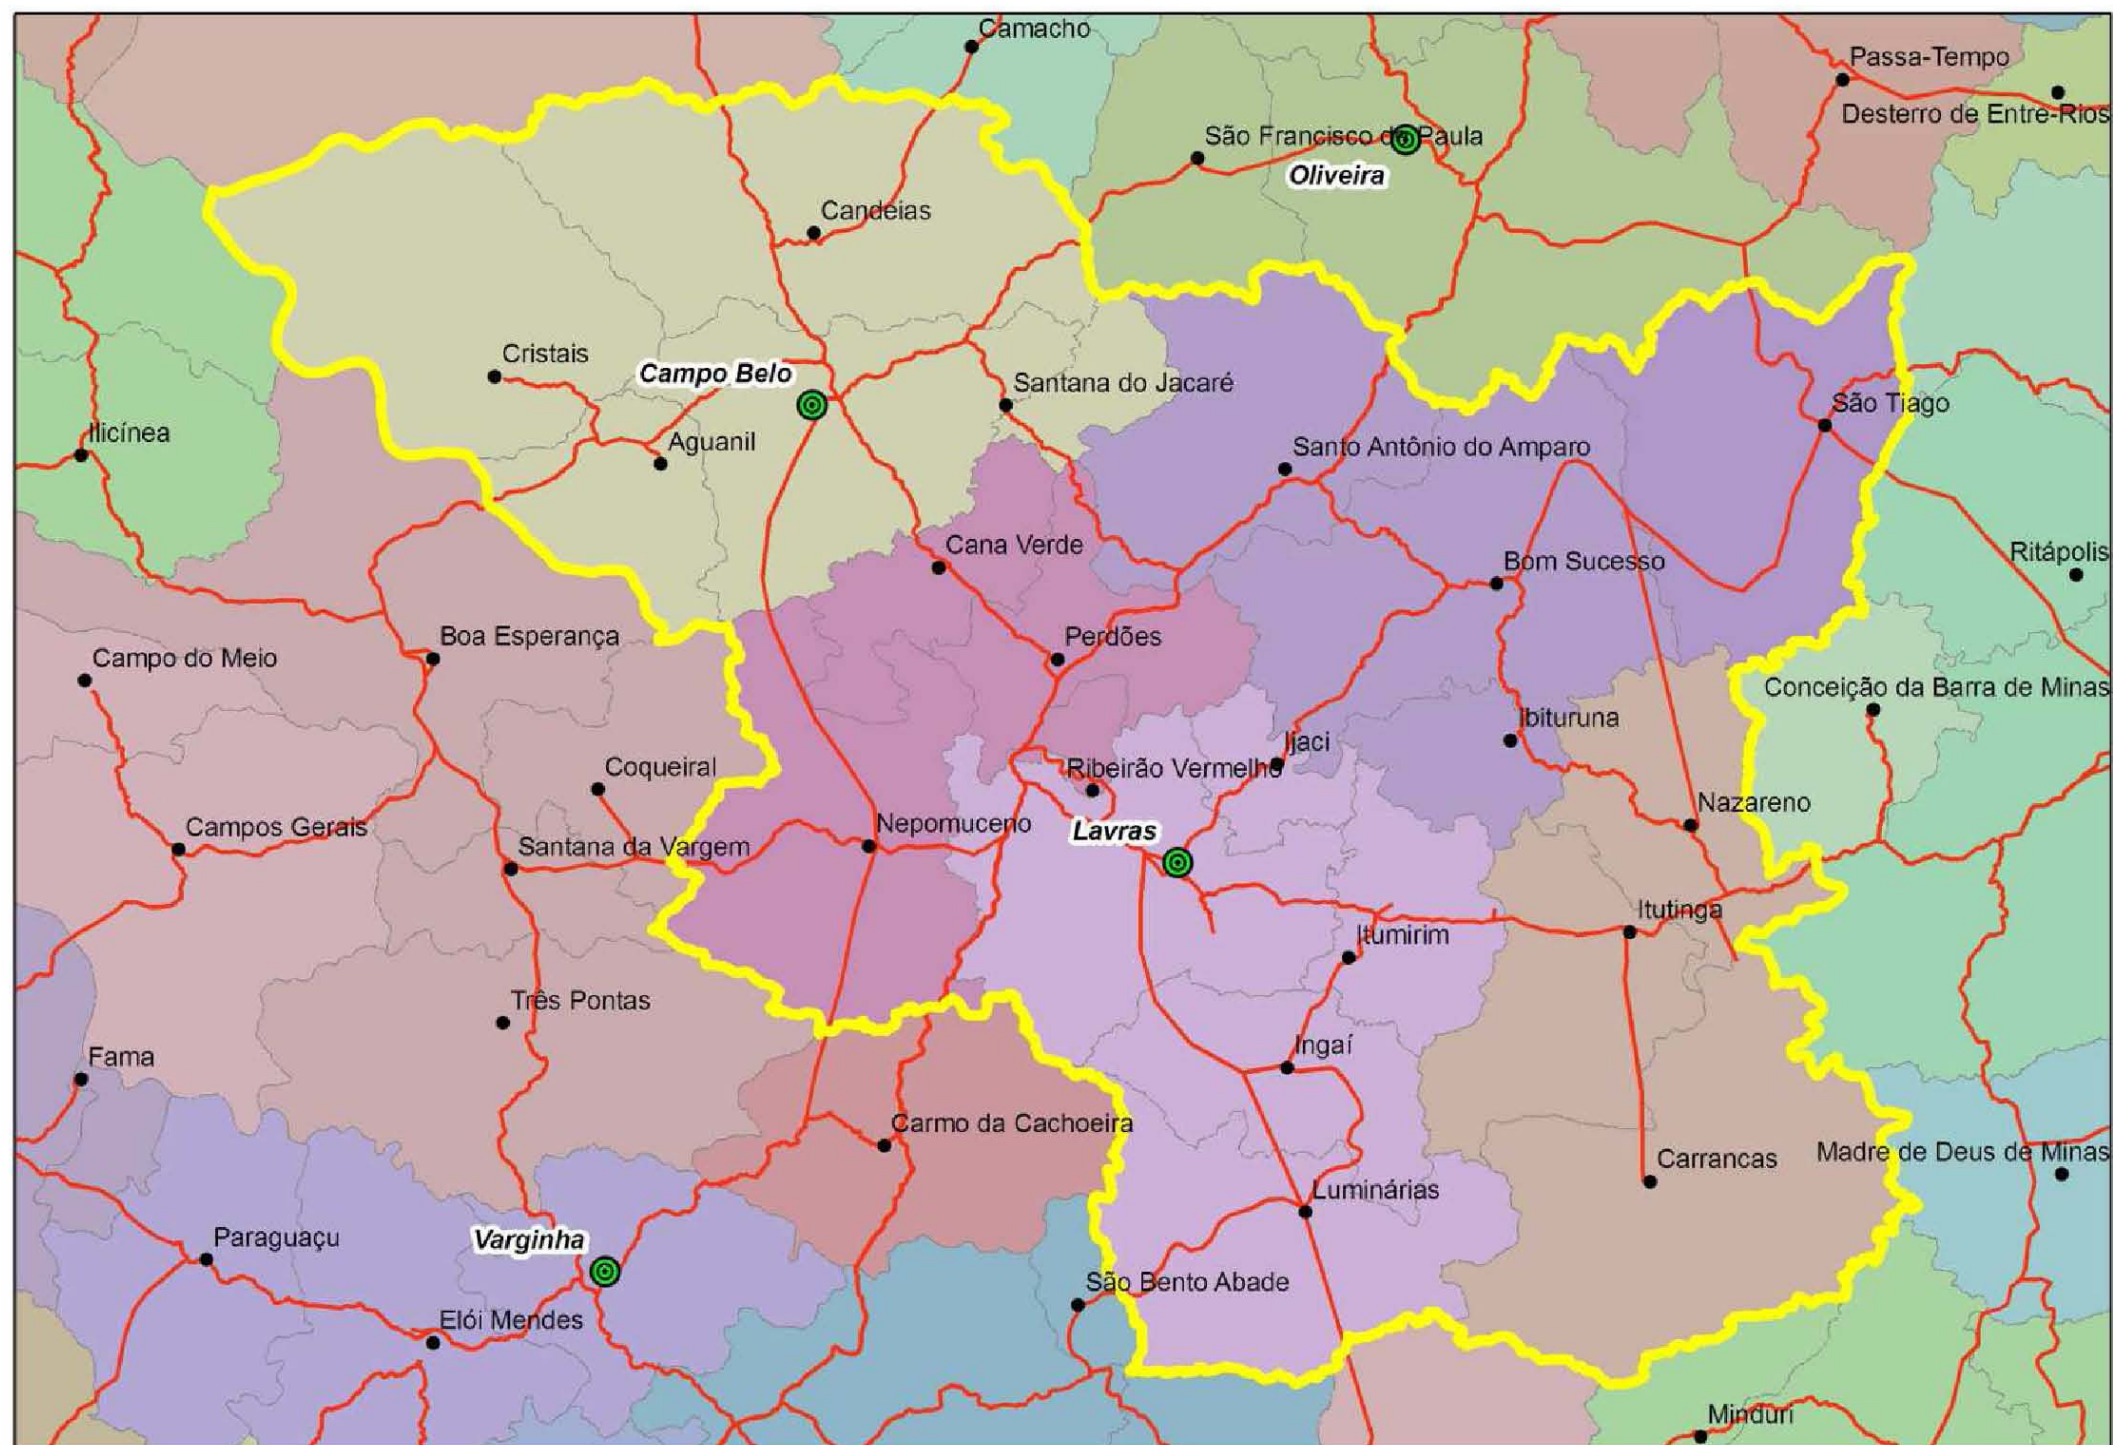 Camacho
Passa-Tempo
Desterro de Entre-Rios
São Francisco de Paula
Oliveira
Candeias
Cristais
Campo Belo
Santana do Jacaré
São Tiago
Ilicínea
Aguanil
Santo Antônio do Amparo
Cana Verde
Bom Sucesso
Ritápolis
Boa Esperança
Perdões
Campo do Meio
Conceição da Barra de Minas
Ibituruna
Ijaci
Coqueiral
Ribeirão Vermelho
Nazareno
Campos Gerais
Nepomuceno
Lavras
Santana da Vargem
Itutinga
Itumirim
Três Pontas
Ingaí
Fama
Carmo da Cachoeira
Madre de Deus de Minas
Carrancas
Luminárias
Paraguaçu
Varginha
São Bento Abade
Elói Mendes
Minduri